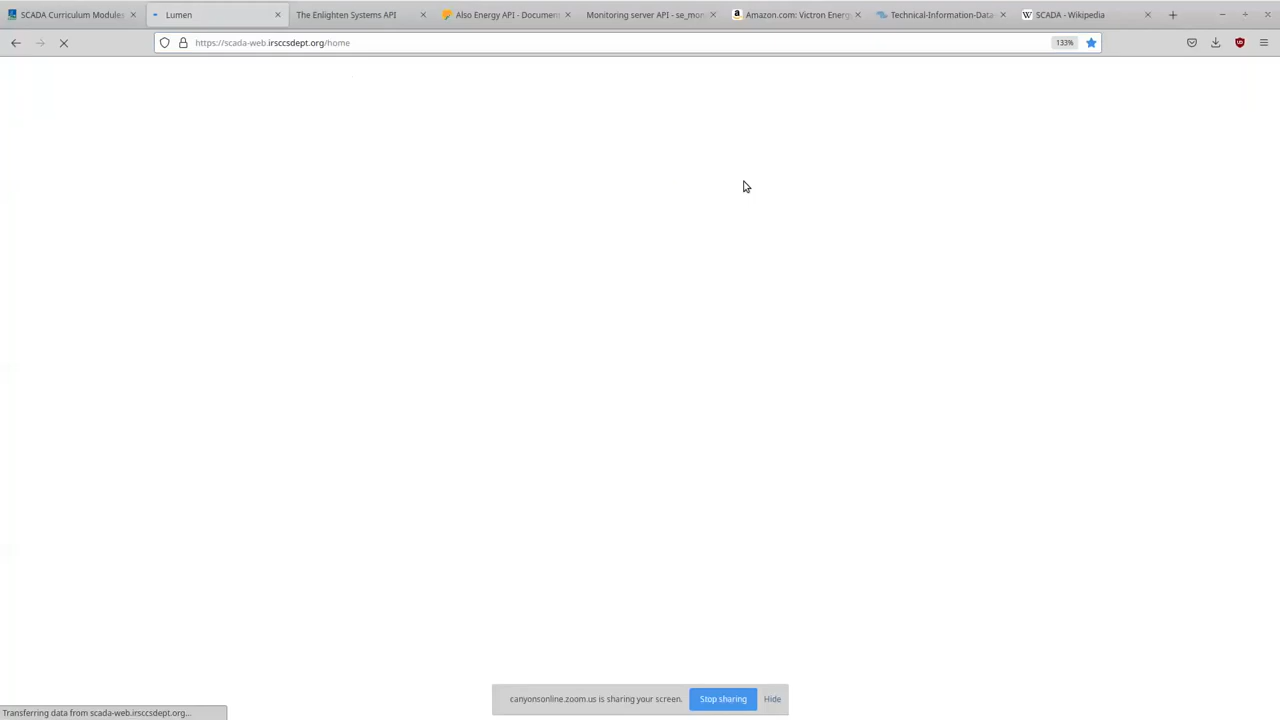 SCADA Curriculum Modules
Lumen
The Enlighten Systems API
Also Energy API - Document
Monitoring server API - se_mon
Amazon.com: Victron Energ
Technical-Information-Data
SCADA - Wikipedia
https://scada-web.irsccsdept.org/home
133%
canyonsonline.zoom.us is sharing your screen.
Stop sharing
Hide
Transferring data from scada-web.irsccsdept.org...